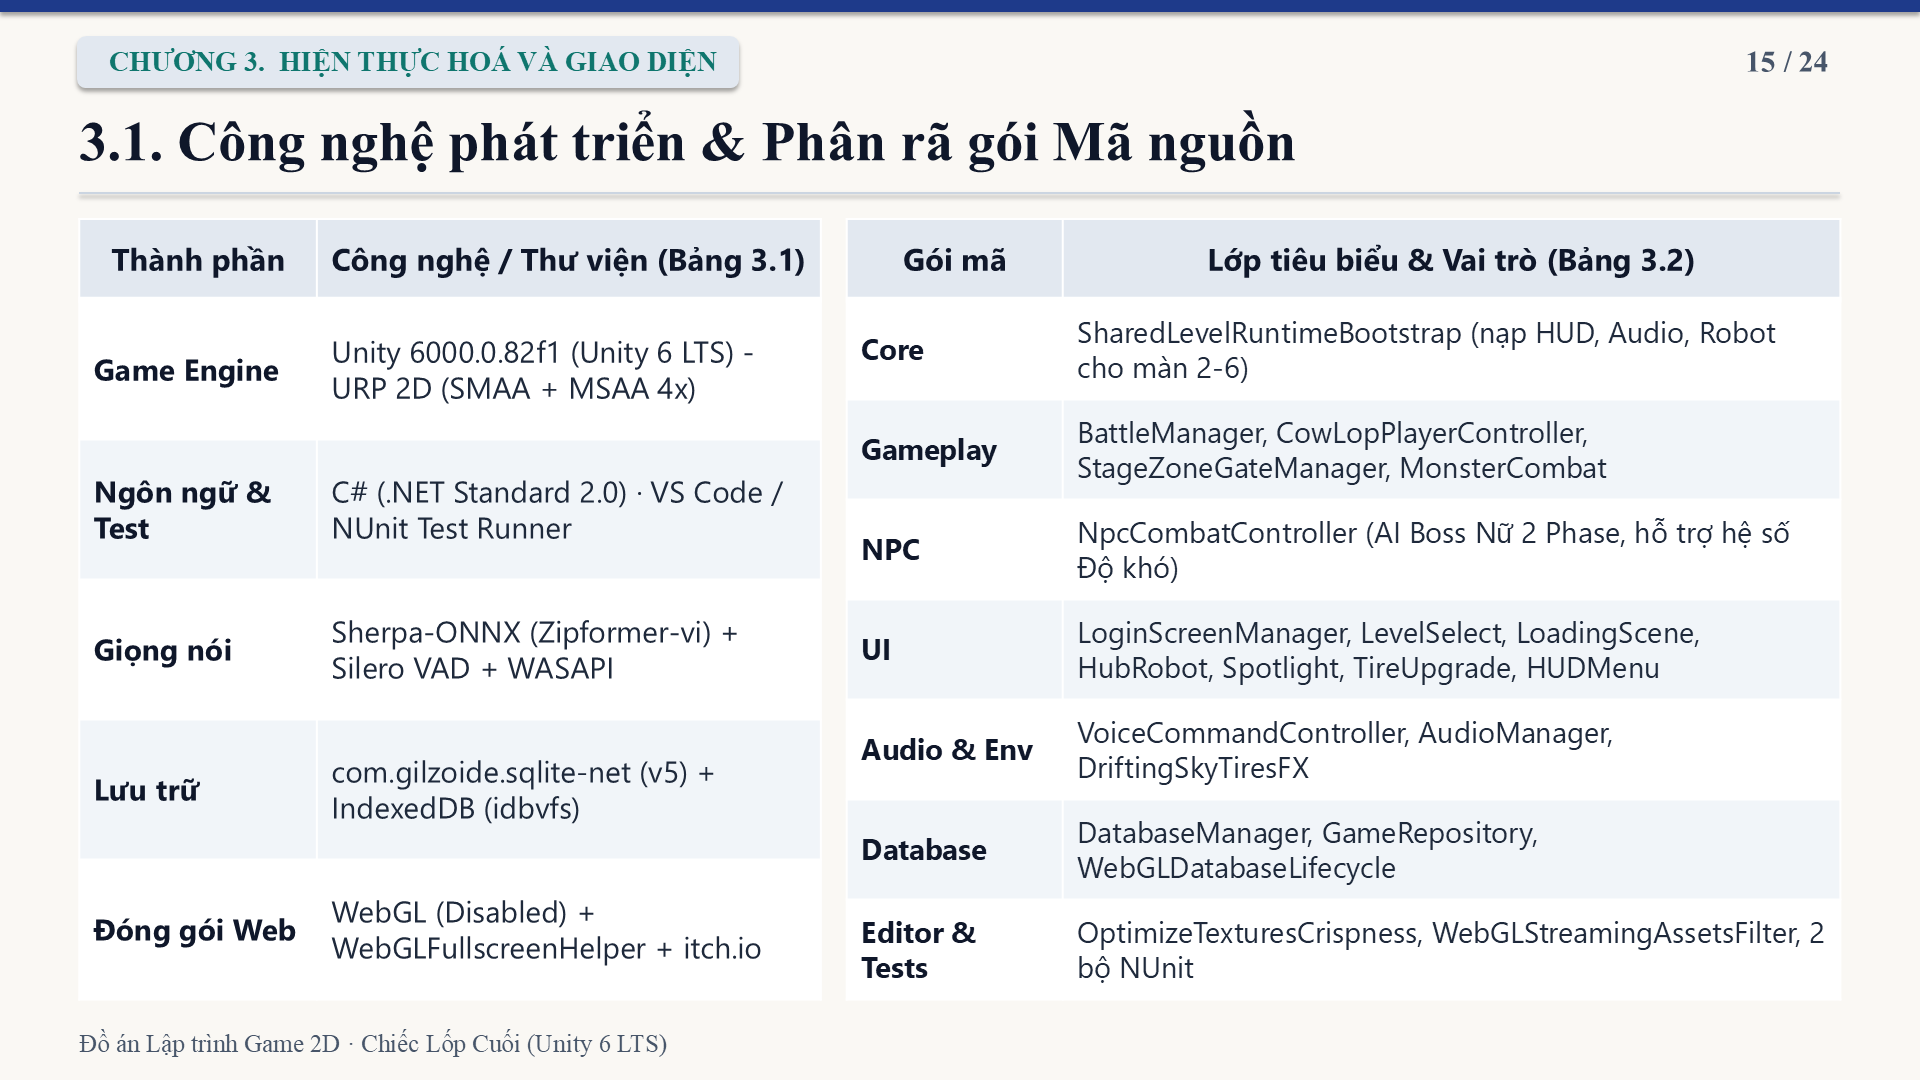 CHƯƠNG 3.  HIỆN THỰC HOÁ VÀ GIAO DIỆN
15 / 24
3.1. Công nghệ phát triển & Phân rã gói Mã nguồn
Thành phần
Công nghệ / Thư viện (Bảng 3.1)
Game Engine
Unity 6000.0.82f1 (Unity 6 LTS) -
URP 2D (SMAA + MSAA 4x)
Ngôn ngữ &
Test
C# (.NET Standard 2.0) · VS Code /
NUnit Test Runner
Giọng nói
Sherpa-ONNX (Zipformer-vi) +
Silero VAD + WASAPI
Lưu trữ
com.gilzoide.sqlite-net (v5) +
IndexedDB (idbvfs)
Đóng gói Web
WebGL (Disabled) +
WebGLFullscreenHelper + itch.io
Gói mã
Lớp tiêu biểu & Vai trò (Bảng 3.2)
Core
SharedLevelRuntimeBootstrap (nạp HUD, Audio, Robot
cho màn 2-6)
Gameplay
BattleManager, CowLopPlayerController,
StageZoneGateManager, MonsterCombat
NPC
NpcCombatController (AI Boss Nữ 2 Phase, hỗ trợ hệ số
Độ khó)
UI
LoginScreenManager, LevelSelect, LoadingScene,
HubRobot, Spotlight, TireUpgrade, HUDMenu
Audio & Env
VoiceCommandController, AudioManager,
DriftingSkyTiresFX
Database
DatabaseManager, GameRepository,
WebGLDatabaseLifecycle
Editor &
Tests
OptimizeTexturesCrispness, WebGLStreamingAssetsFilter, 2
bộ NUnit
Đồ án Lập trình Game 2D · Chiếc Lốp Cuối (Unity 6 LTS)